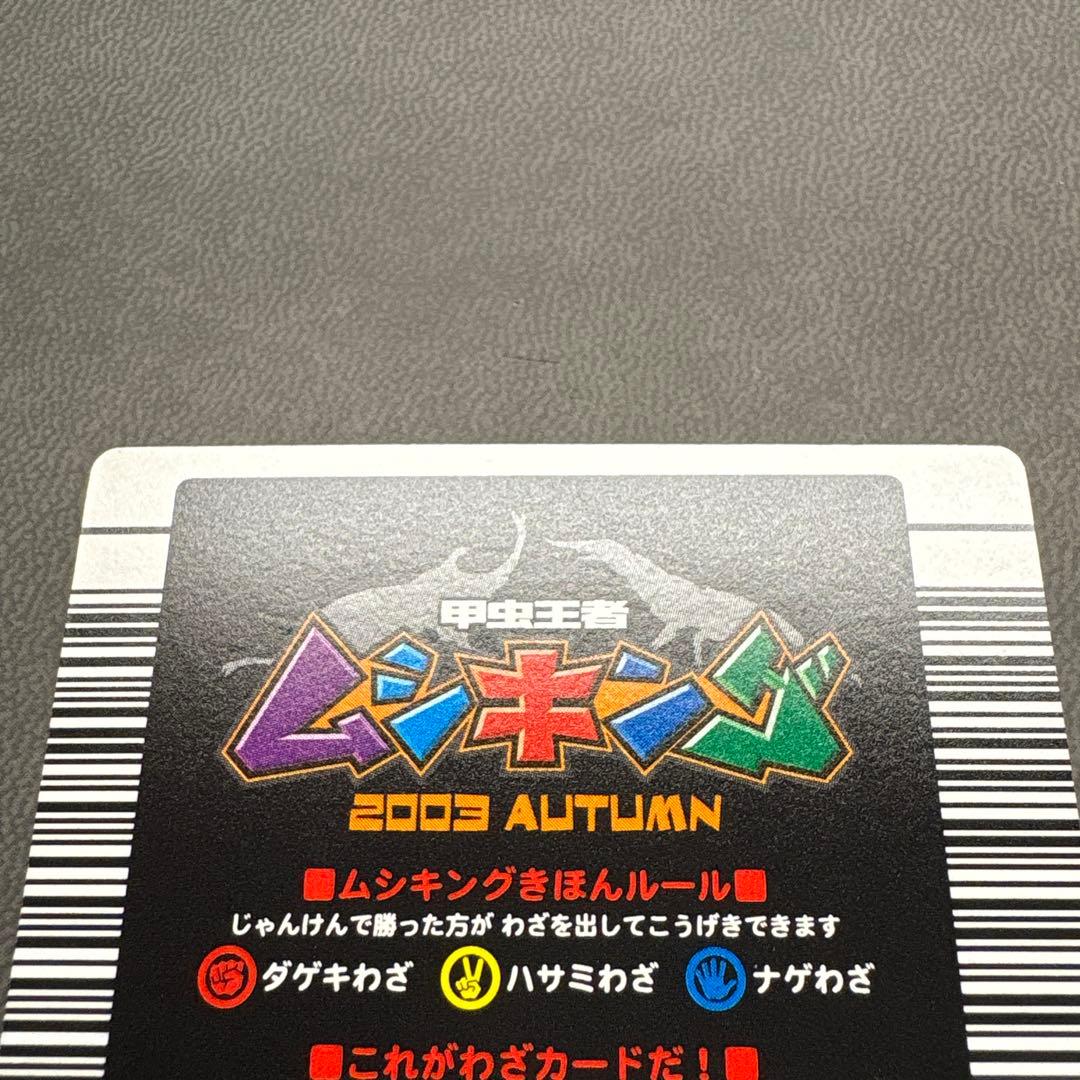 甲虫王者
ムシキング
2003 AUTUMN
■ムシキングきほんルール■
じゃんけんで勝った方が わざを出してこうげきできます
ダゲキわざ ハサミわざ ナゲわざ
■これがわざカードだ！■